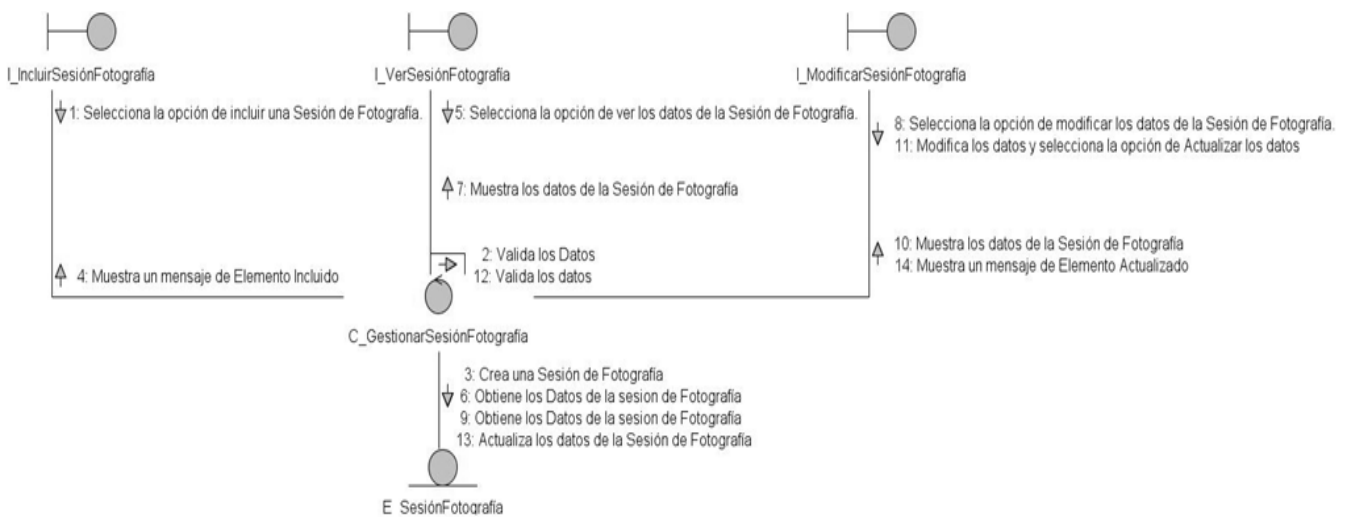 I_IncluirSesiónFotografía
I_VerSesiónFotografía
I_ModificarSesiónFotografía
1: Selecciona la opción de incluir una Sesión de Fotografía.
5: Selecciona la opción de ver los datos de la Sesión de Fotografía.
8: Selecciona la opción de modificar los datos de la Sesión de Fotografía.
11: Modifica los datos y selecciona la opción de Actualizar los datos
7: Muestra los datos de la Sesión de Fotografía
2: Valida los Datos
12: Valida los datos
10: Muestra los datos de la Sesión de Fotografía
14: Muestra un mensaje de Elemento Actualizado
4: Muestra un mensaje de Elemento Incluido
C_GestionarSesiónFotografía
3: Crea una Sesión de Fotografía
6: Obtiene los Datos de la sesion de Fotografía
9: Obtiene los Datos de la sesion de Fotografía
13: Actualiza los datos de la Sesión de Fotografía
E_SesiónFotografía